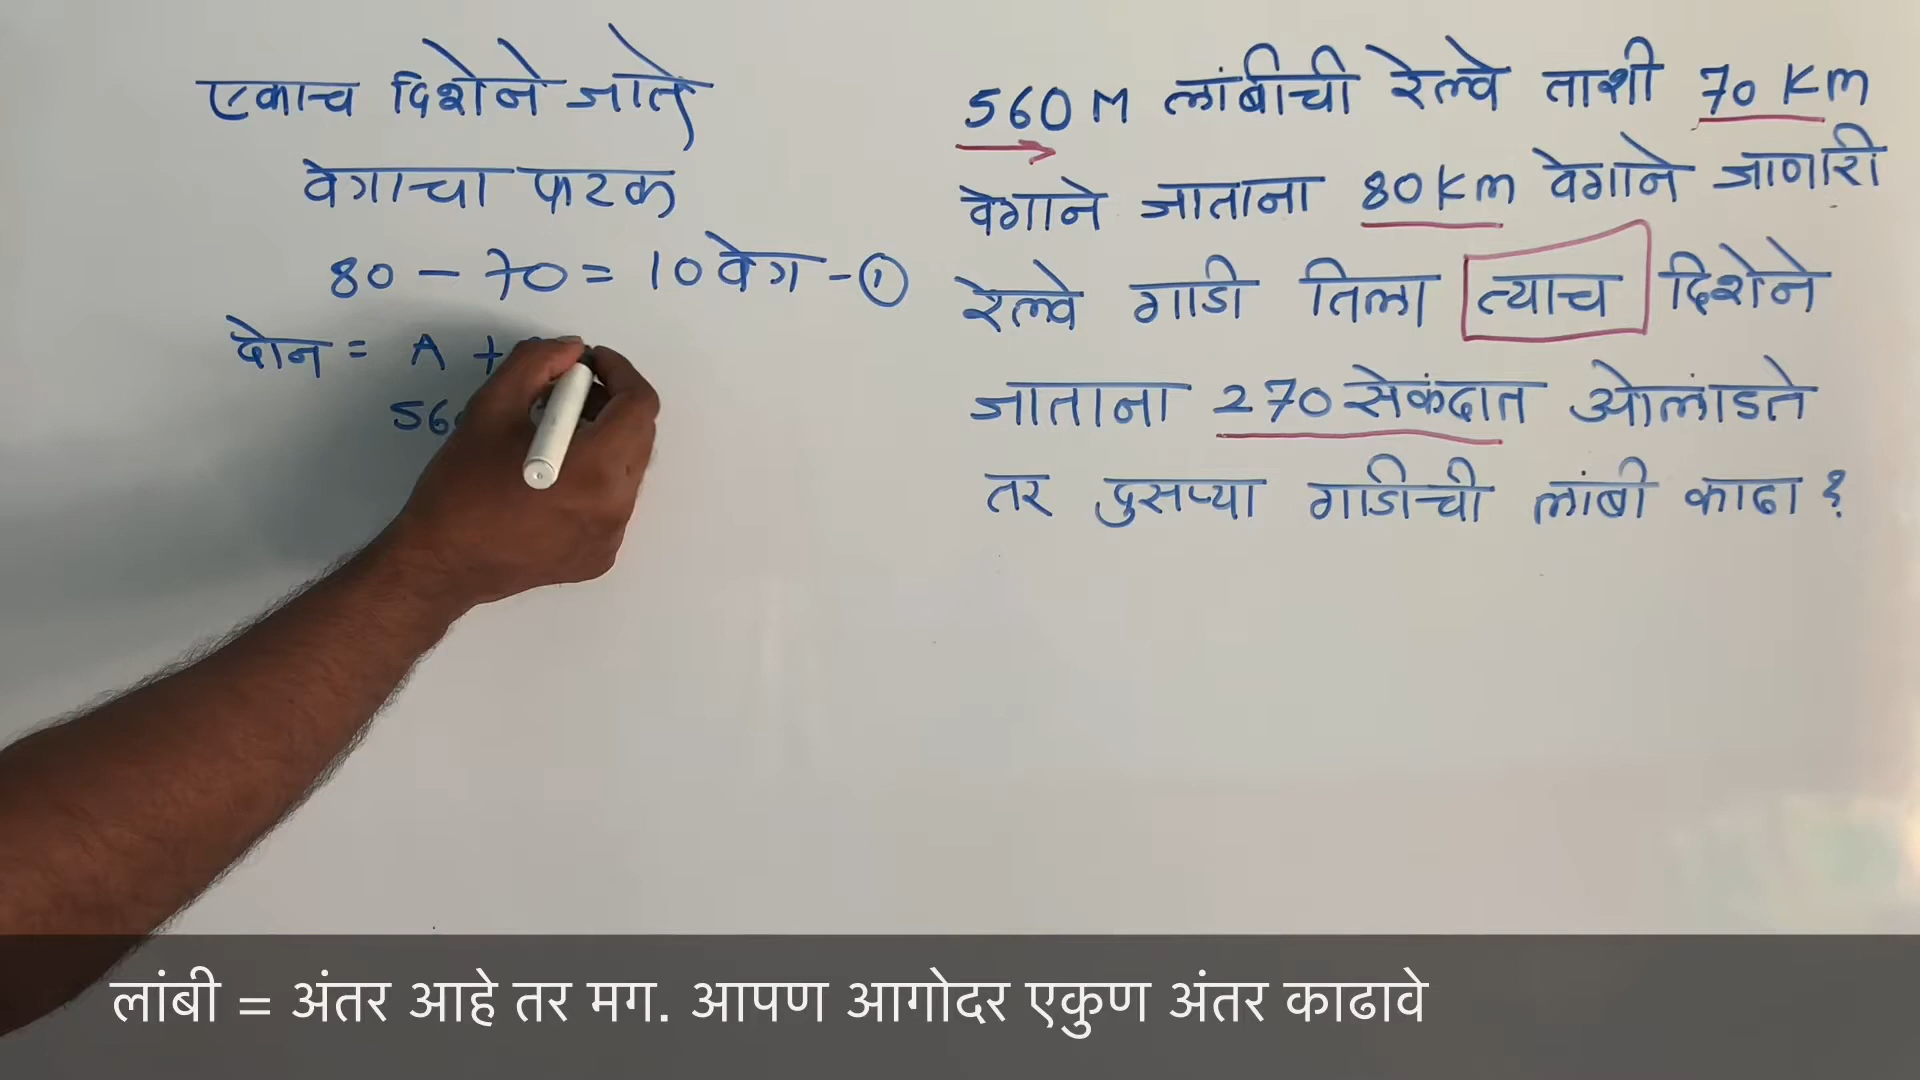 एकाच दिशेने जाते
वेगाचा फरक
80 - 70 = 10 वेग - ①
दोन = A +
56
560 M लांबीची रेल्वे ताशी 70 Km
वेगाने जाताना 80 Km वेगाने जाणारी
रेल्वे गाडी तिला त्याच दिशेने
जाताना 270 सेकंदात ओलांडते
तर दुसऱ्या गाडीची लांबी काढा ?
लांबी = अंतर आहे तर मग. आपण आगोदर एकुण अंतर काढावे